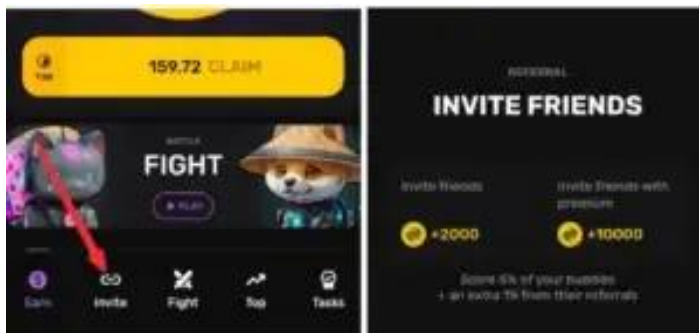 159.72 CLAIM
BATTLE
FIGHT
PLAY
Earn
Invite
Fight
Top
Tasks
REFERRAL
INVITE FRIENDS
Invite friends
+2000
Invite friends with
premium
+10000
Score 5% of your buddies
+ an extra 1% from their referrals